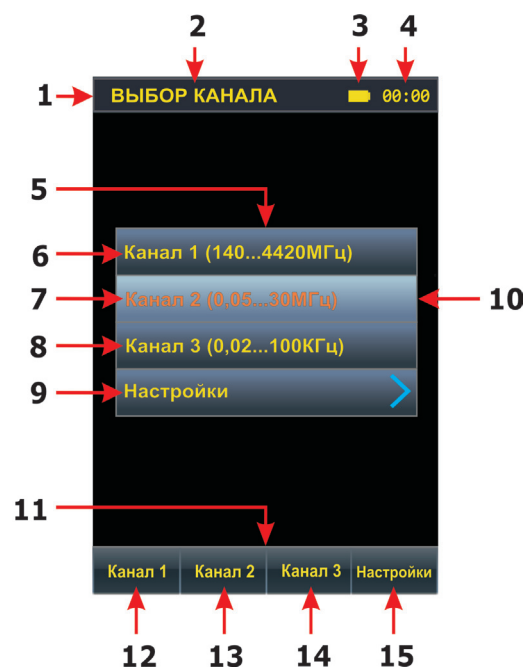 2 3 4
1 ВЫБОР КАНАЛА 00:00
5
6 Канал 1 (140...4420МГц)
7 Канал 2 (0,05...30МГц) 10
8 Канал 3 (0,02...100КГц)
9 Настройки
11
Канал 1 Канал 2 Канал 3 Настройки
12 13 14 15